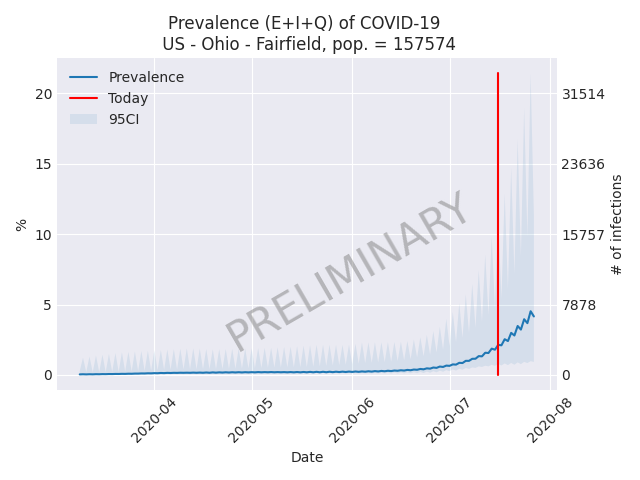 Prevalence (E+I+Q) of COVID-19
US - Ohio - Fairfield, pop. = 157574
Prevalence
Today
95CI
20
15
10
5
0
%
31514
23636
15757
7878
0
# of infections
PRELIMINARY
2020-04
2020-05
2020-06
2020-07
2020-08
Date